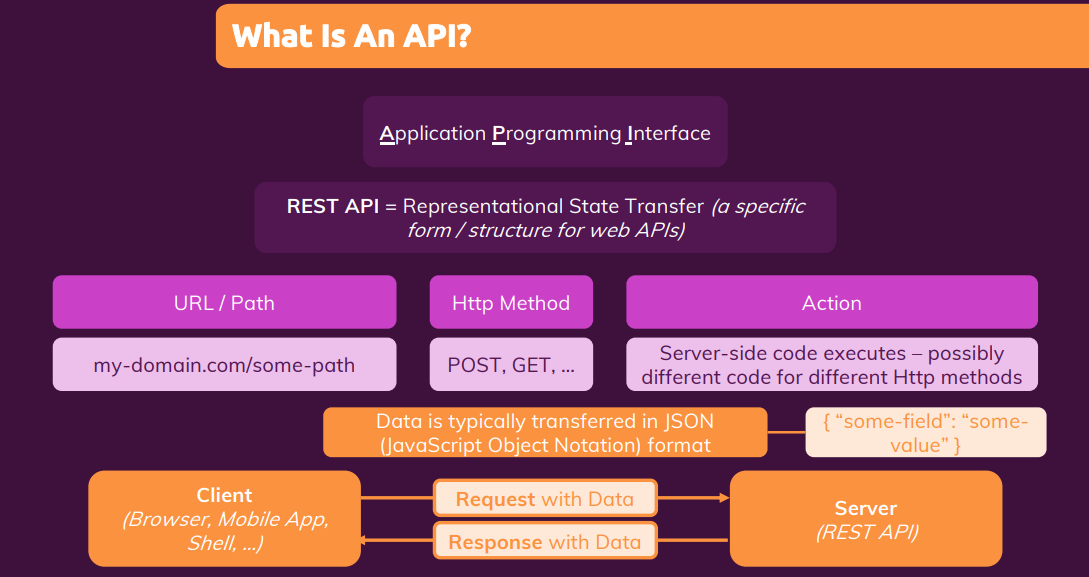 What Is An API?
Application Programming Interface
REST API = Representational State Transfer (a specific
form / structure for web APIs)
URL / Path
Http Method
Action
my-domain.com/some-path
POST, GET, …
Server-side code executes – possibly
different code for different Http methods
Data is typically transferred in JSON
(JavaScript Object Notation) format
{ “some-field”: “some-
value” }
Client
(Browser, Mobile App,
Shell, …)
Request with Data
Response with Data
Server
(REST API)